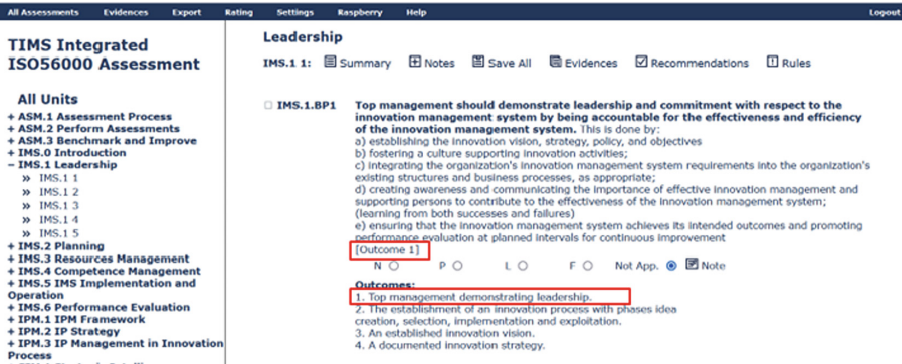 All Assessments Evidences Export Rating Settings Raspberry Help Logout
TIMS Integrated
ISO56000 Assessment
All Units
+ ASM.1 Assessment Process
+ ASM.2 Perform Assessments
+ ASM.3 Benchmark and Improve
+ IMS.0 Introduction
− IMS.1 Leadership
» IMS.1 1
» IMS.1 2
» IMS.1 3
» IMS.1 4
» IMS.1 5
+ IMS.2 Planning
+ IMS.3 Resources Management
+ IMS.4 Competence Management
+ IMS.5 IMS Implementation and
Operation
+ IMS.6 Performance Evaluation
+ IPM.1 IPM Framework
+ IPM.2 IP Strategy
+ IPM.3 IP Management in Innovation
Process
Leadership
IMS.1 1: Summary Notes Save All Evidences Recommendations Rules
IMS.1.BP1 Top management should demonstrate leadership and commitment with respect to the
innovation management system by being accountable for the effectiveness and efficiency
of the innovation management system. This is done by:
a) establishing the innovation vision, strategy, policy, and objectives
b) fostering a culture supporting innovation activities;
c) integrating the organization's innovation management system requirements into the organization's
existing structures and business processes, as appropriate;
d) creating awareness and communicating the importance of effective innovation management and
supporting persons to contribute to the effectiveness of the innovation management system;
(learning from both successes and failures)
e) ensuring that the innovation management system achieves its intended outcomes and promoting
performance evaluation at planned intervals for continuous improvement
[Outcome 1]
N P L F Not App. Note
Outcomes:
1. Top management demonstrating leadership.
2. The establishment of an innovation process with phases idea
creation, selection, implementation and exploitation.
3. An established innovation vision.
4. A documented innovation strategy.